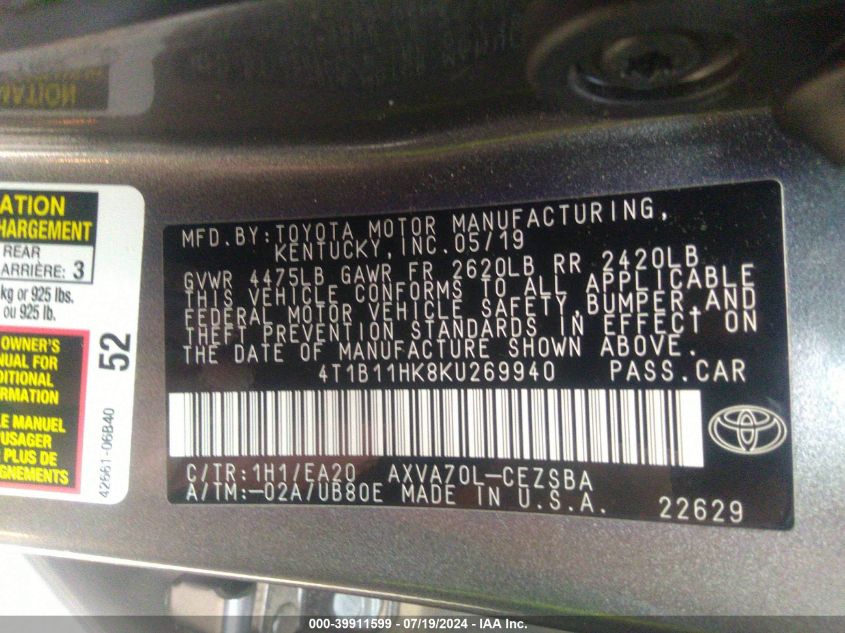 ATION
HARGEMENT
REAR
ARRIÈRE: 3
kg or 925 lbs.
ou 925 lb.
OWNER'S
NUAL FOR
DITIONAL
ORMATION
LE MANUEL
USAGER
PLUS DE
GNEMENTS
52
42661-06B40
MFD.BY:TOYOTA MOTOR MANUFACTURING,
KENTUCKY,INC.05/19
GVWR 4475LB GAWR FR 2620LB RR 2420LB
THIS VEHICLE CONFORMS TO ALL APPLICABLE
FEDERAL MOTOR VEHICLE SAFETY,BUMPER,AND
THEFT PREVENTION STANDARDS IN EFFECT ON
THE DATE OF MANUFACTURE SHOWN ABOVE.
4T1B11HK8KU269940 PASS.CAR
C/TR:1H1/EA20 AXVA70L-CEZSBA
A/TM:-02A/UB80E MADE IN U.S.A.
22629
000-39911599 / 07/19/2024 - IAA Inc.